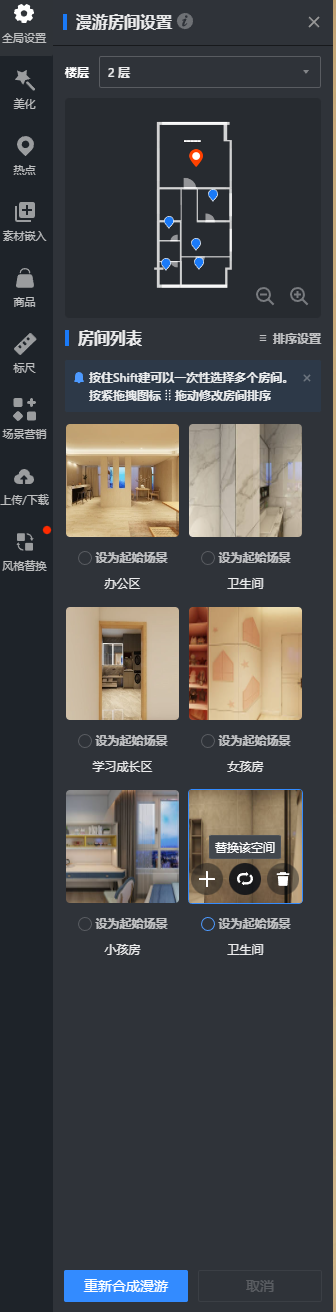 全局设置
美化
热点
素材嵌入
商品
标尺
场景营销
上传/下载
风格替换
漫游房间设置
楼层
2 层
房间列表
排序设置
按住Shift建可以一次性选择多个房间。
按紧拖拽图标 ⠿ 拖动修改房间排序
设为起始场景
办公区
设为起始场景
卫生间
设为起始场景
学习成长区
设为起始场景
女孩房
设为起始场景
小孩房
替换该空间
设为起始场景
卫生间
重新合成漫游
取消